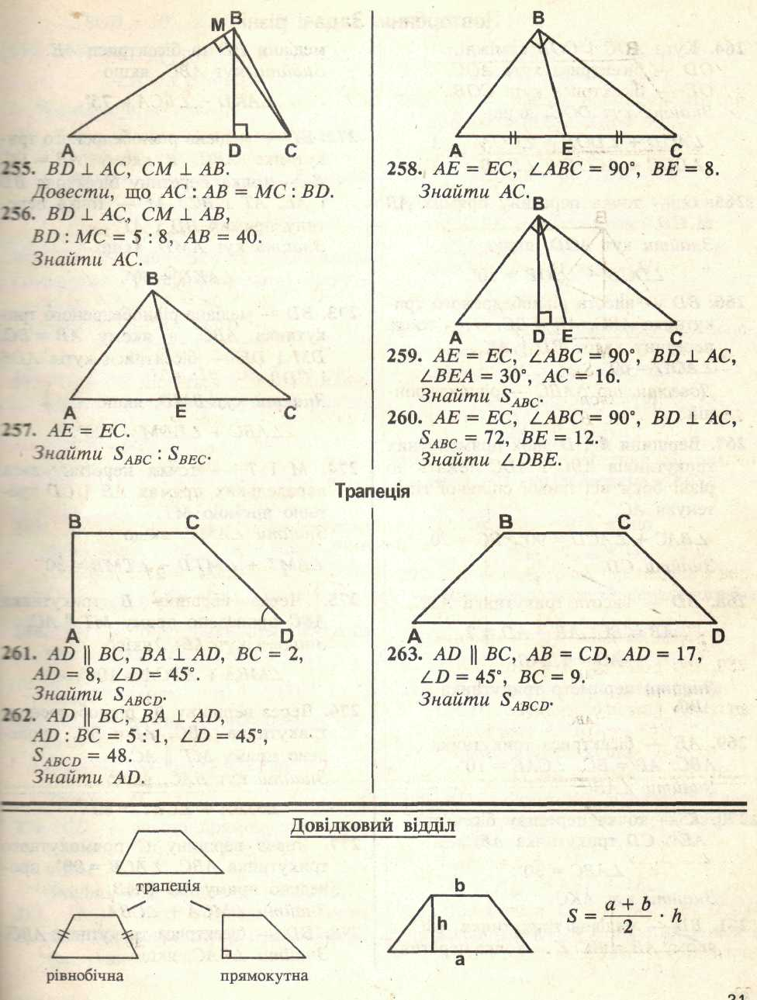 B
M
A
D
C
255. BD ⊥ AC, CM ⊥ AB.
Довести, що AC : AB = MC : BD.
256. BD ⊥ AC, CM ⊥ AB,
BD : MC = 5 : 8, AB = 40.
Знайти AC.
B
A
E
C
257. AE = EC.
Знайти S_ABC : S_BEC.
B
A
E
C
258. AE = EC, ∠ABC = 90°, BE = 8.
Знайти AC.
B
A
D
E
C
259. AE = EC, ∠ABC = 90°, BD ⊥ AC,
∠BEA = 30°, AC = 16.
Знайти S_ABC.
260. AE = EC, ∠ABC = 90°, BD ⊥ AC,
S_ABC = 72, BE = 12.
Знайти ∠DBE.
Трапеція
B
C
A
D
261. AD ∥ BC, BA ⊥ AD, BC = 2,
AD = 8, ∠D = 45°.
Знайти S_ABCD.
262. AD ∥ BC, BA ⊥ AD,
AD : BC = 5 : 1, ∠D = 45°,
S_ABCD = 48.
Знайти AD.
B
C
A
D
263. AD ∥ BC, AB = CD, AD = 17,
∠D = 45°, BC = 9.
Знайти S_ABCD.
Довідковий відділ
трапеція
рівнобічна
прямокутна
b
h
a
S = (a + b)/2 · h